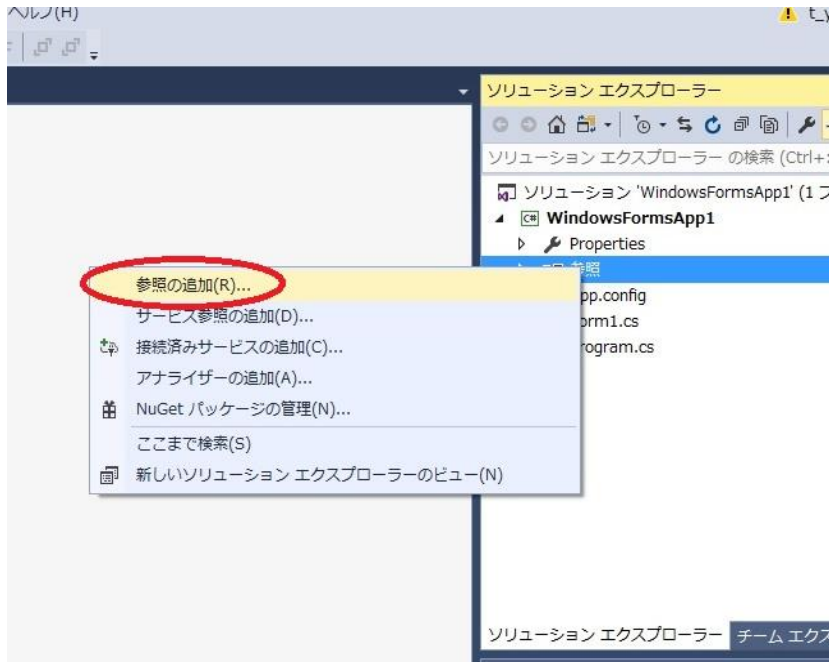 ヘルプ(H)
t_y
ソリューション エクスプローラー
ソリューション エクスプローラー の検索 (Ctrl+:
ソリューション 'WindowsFormsApp1' (1 プ
WindowsFormsApp1
Properties
参照
pp.config
orm1.cs
rogram.cs
参照の追加(R)...
サービス参照の追加(D)...
接続済みサービスの追加(C)...
アナライザーの追加(A)...
NuGet パッケージの管理(N)...
ここまで検索(S)
新しいソリューション エクスプローラーのビュー(N)
ソリューション エクスプローラー
チーム エクス